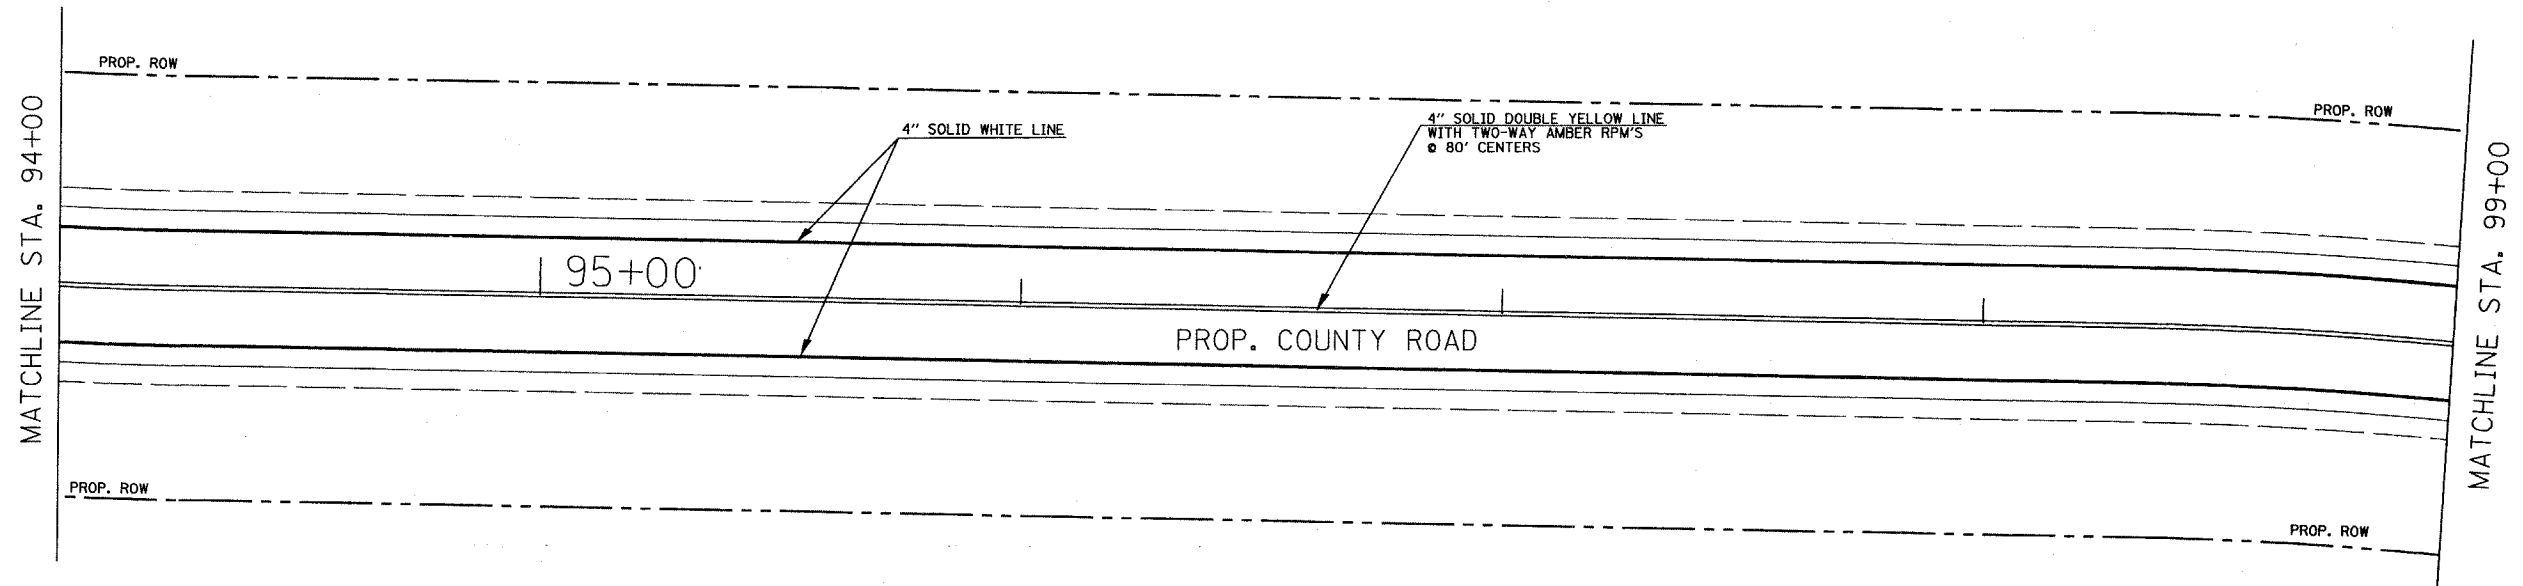 PROP. ROW
PROP. ROW
MATCHLINE STA. 94+00
4" SOLID WHITE LINE
4" SOLID DOUBLE YELLOW LINE
WITH TWO-WAY AMBER RPM'S
@ 80' CENTERS
95+00
PROP. COUNTY ROAD
MATCHLINE STA. 99+00
PROP. ROW
PROP. ROW